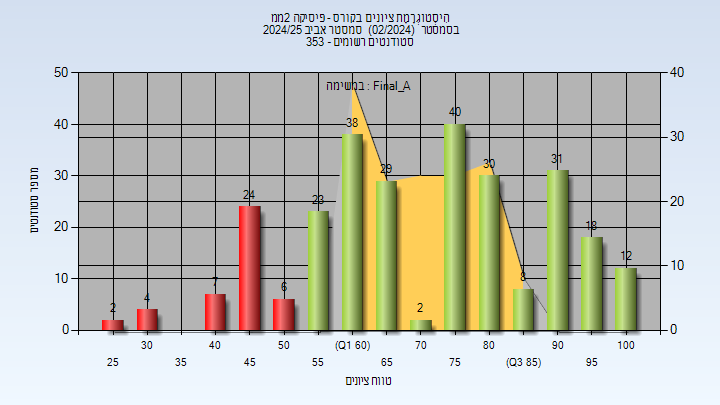 הִיסְטוֹגְרַמַּת ציונים בקורס - פיסיקה 2ממ
בסמסטר (02/2024) סמסטר אביב 2024/25
סטודנטים רשומים - 353
במשימה : Final_A
50 40 30 20 10 0
מספר סטודנטים
40 30 20 10 0
2 4 7 24 6 23 38 29 2 40 30 8 31 18 12
30 40 50 (Q1 60) 70 80 90 100
25 35 45 55 65 75 (Q3 85) 95
טווח ציונים